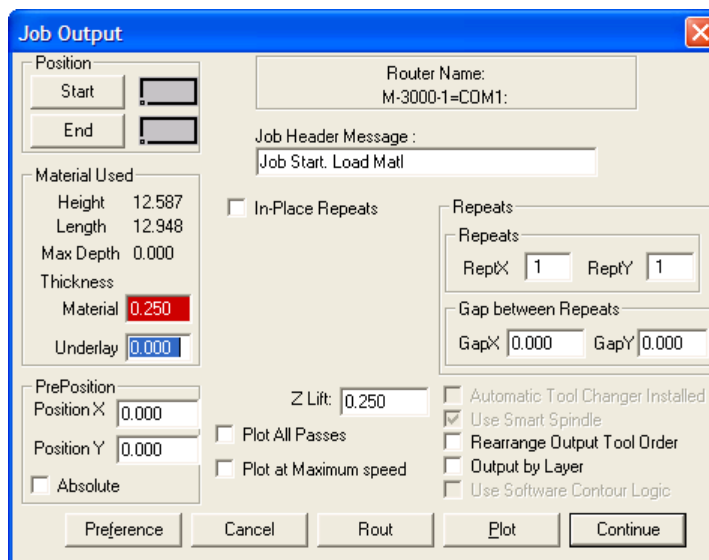 Job Output
Position
Start
End
Router Name:
M-3000-1=COM1:
Job Header Message :
Job Start. Load Matl
Material Used
Height 12.587
Length 12.948
Max Depth 0.000
Thickness
Material 0.250
Underlay 0.000
In-Place Repeats
Repeats
Repeats
ReptX 1 ReptY 1
Gap between Repeats
GapX 0.000 GapY 0.000
PrePosition
Position X 0.000
Position Y 0.000
Absolute
Z Lift: 0.250
Plot All Passes
Plot at Maximum speed
Automatic Tool Changer Installed
Use Smart Spindle
Rearrange Output Tool Order
Output by Layer
Use Software Contour Logic
Preference Cancel Rout Plot Continue